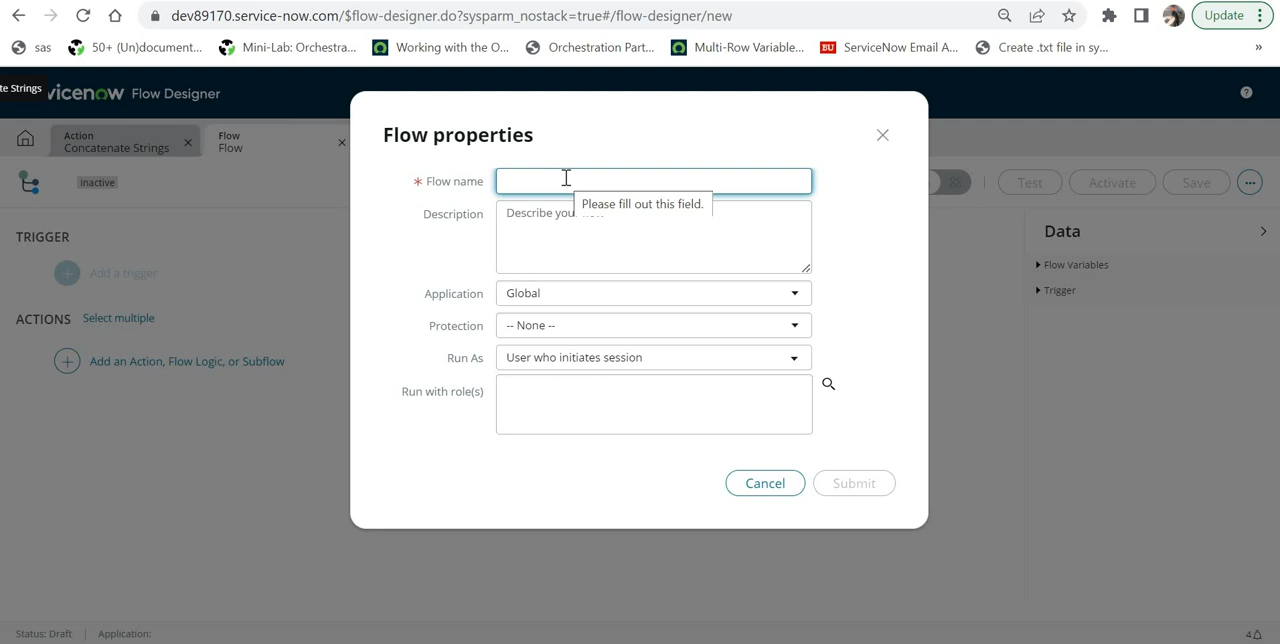 dev89170.service-now.com/$flow-designer.do?sysparm_nostack=true#/flow-designer/new
Update
sas
50+ (Un)document...
Mini-Lab: Orchestra...
Working with the O...
Orchestration Part...
Multi-Row Variable...
BU
ServiceNow Email A...
Create .txt file in sy...
»
te Strings
vicenow Flow Designer
Action
Concatenate Strings
Flow
Flow
Inactive
Test
Activate
Save
TRIGGER
Add a trigger
ACTIONS Select multiple
Add an Action, Flow Logic, or Subflow
Flow properties
* Flow name
Please fill out this field.
Description
Describe you
Application
Global
Protection
-- None --
Run As
User who initiates session
Run with role(s)
Cancel
Submit
Data
Flow Variables
Trigger
Status: Draft
Application:
4